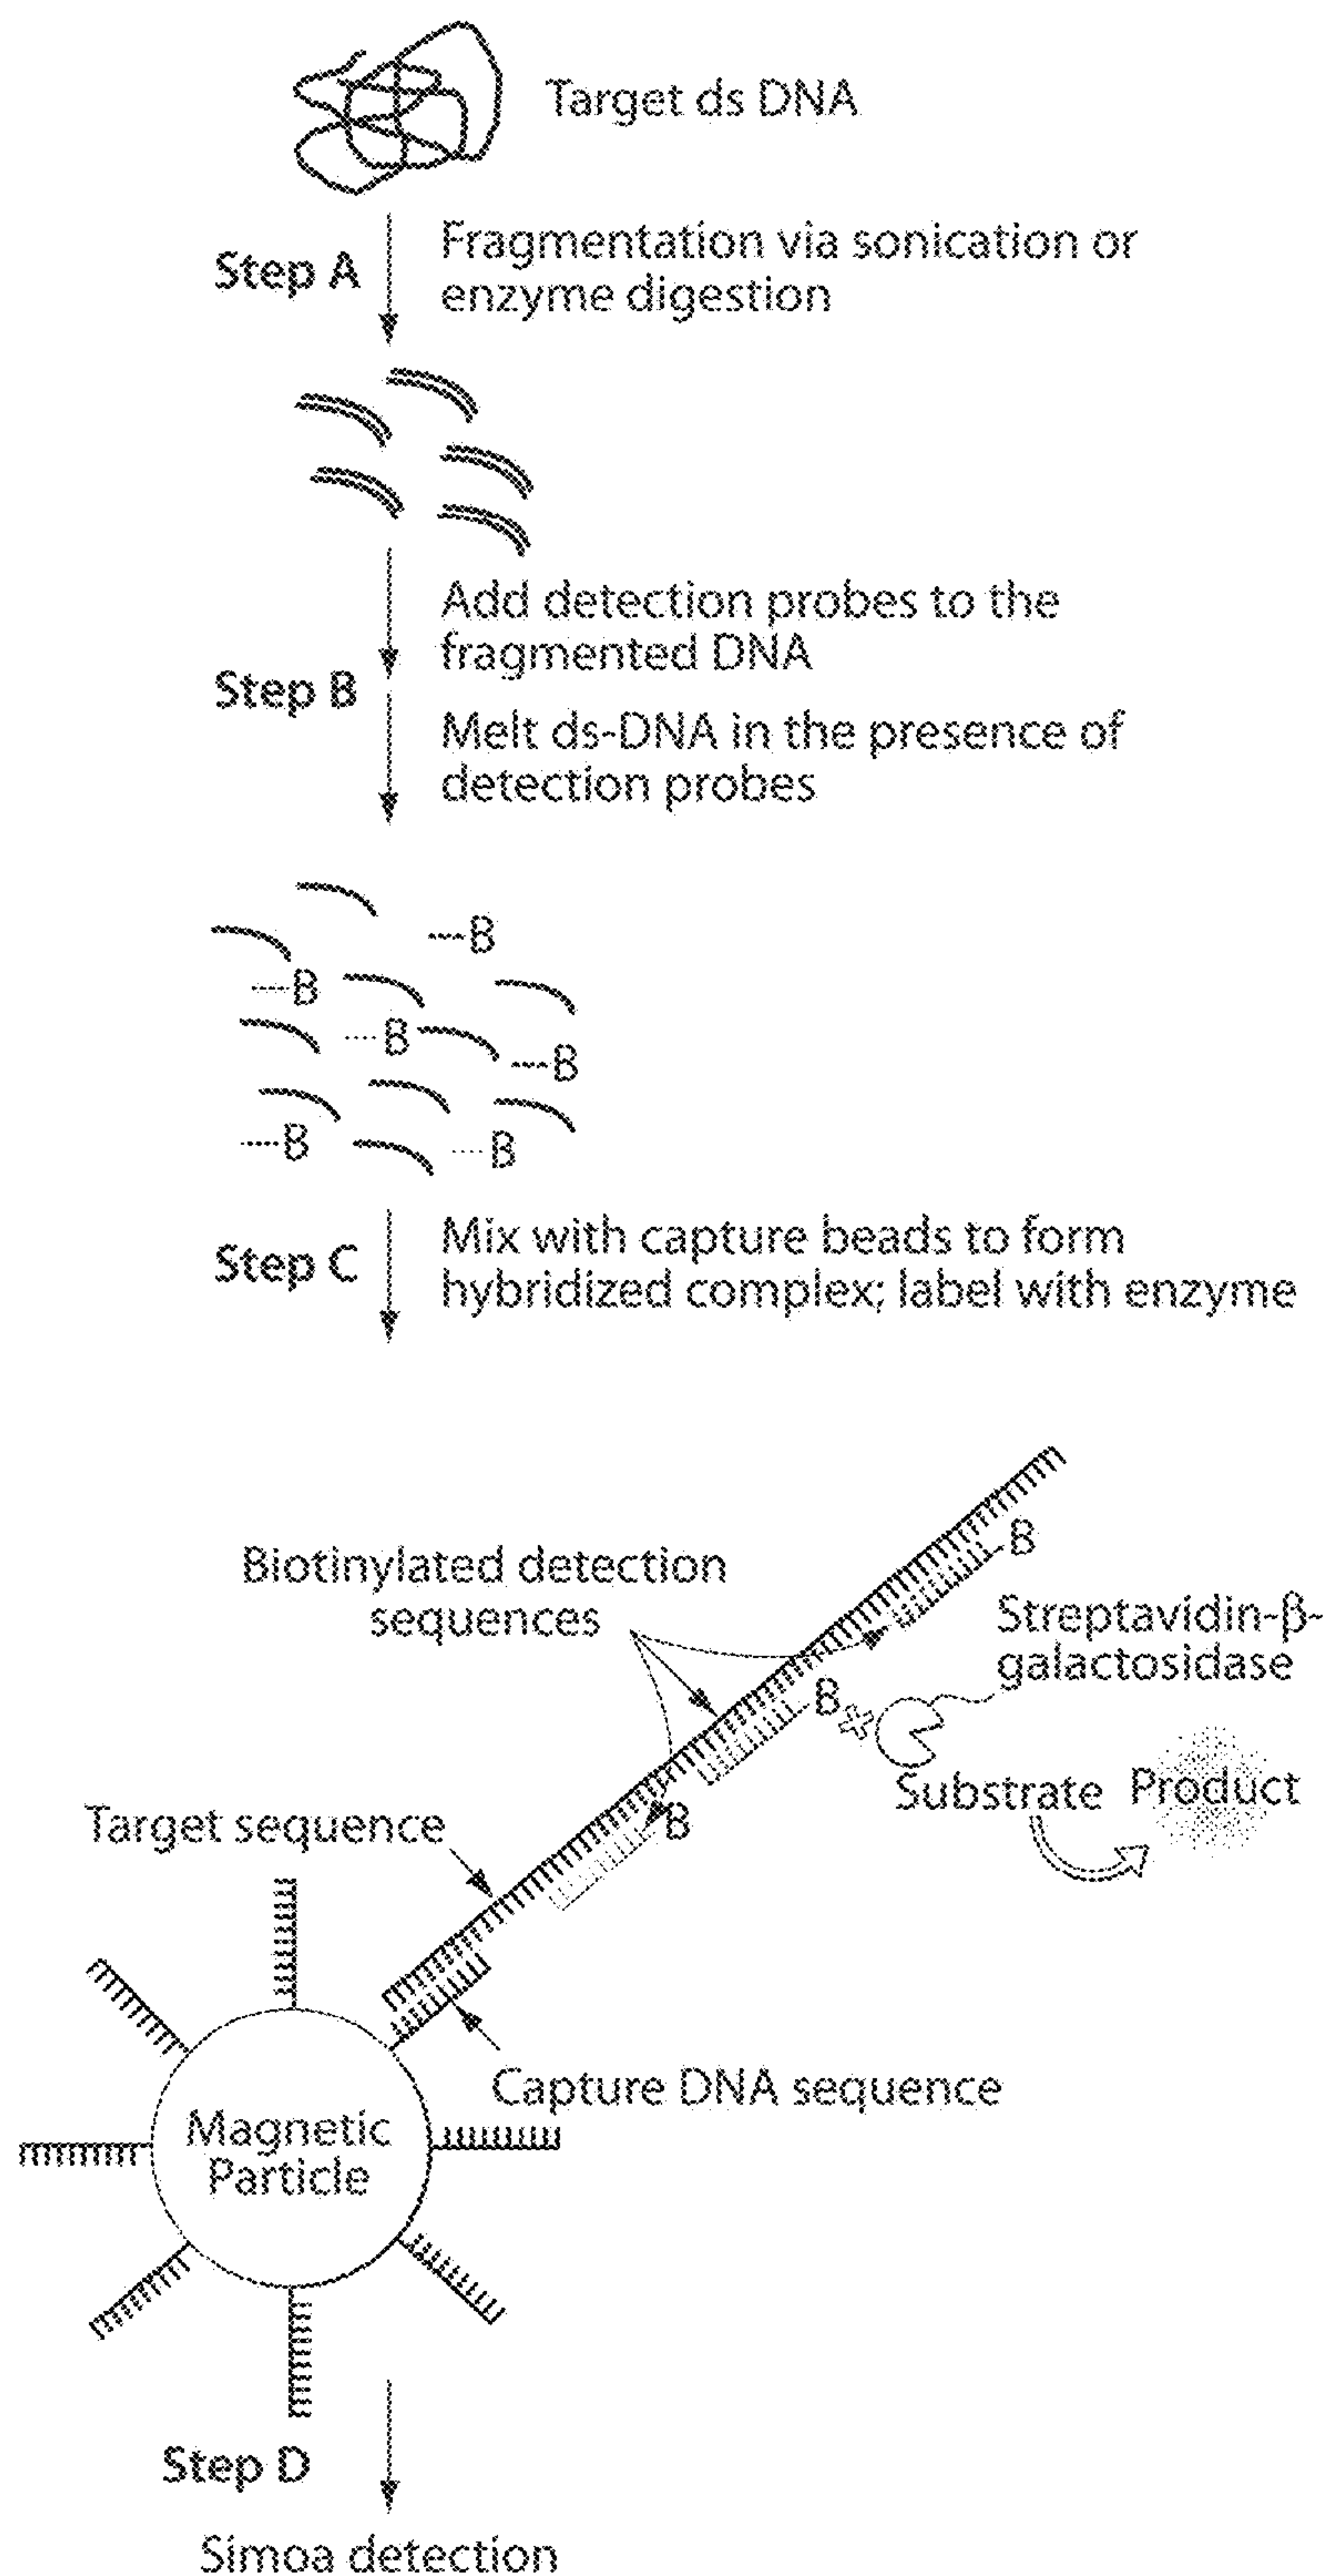 Target ds DNA
Step A
Fragmentation via sonication or
enzyme digestion
Step B
Add detection probes to the
fragmented DNA
Melt ds-DNA in the presence of
detection probes
B
B
B
B
B
B
Step C
Mix with capture beads to form
hybridized complex; label with enzyme
Biotinylated detection
sequences
B
Streptavidin-β-
galactosidase
B
Substrate
Product
B
Target sequence
Capture DNA sequence
Magnetic
Particle
Step D
Simoa detection